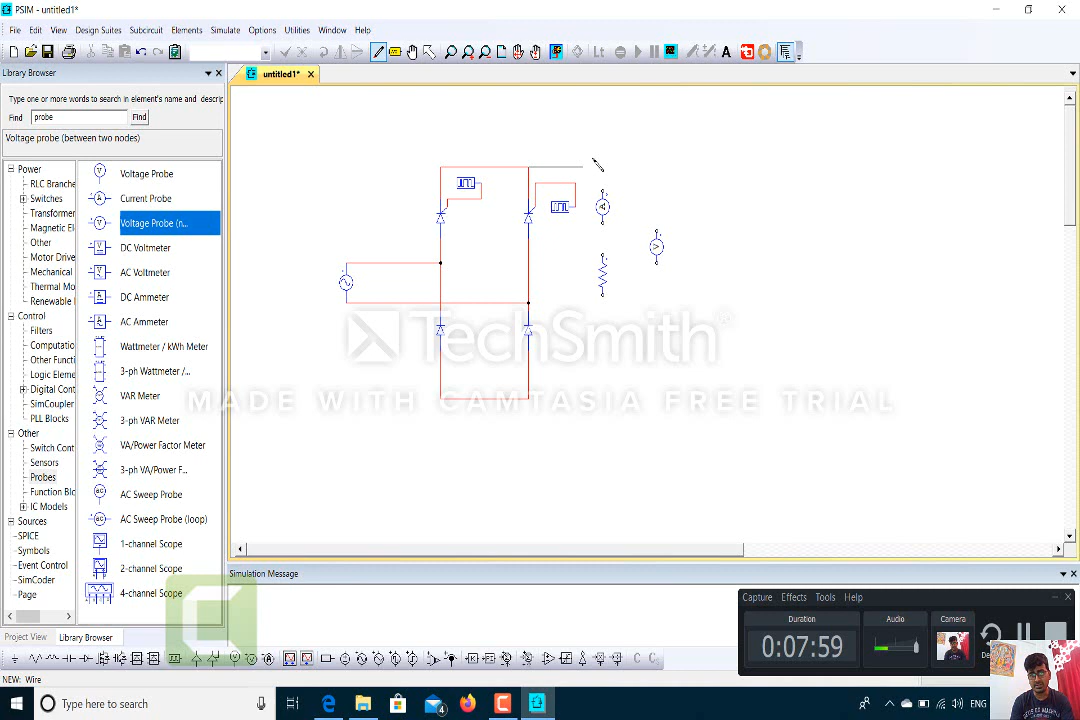 PSIM - untitled1*
File Edit View Design Suites Subcircuit Elements Simulate Options Utilities Window Help
Library Browser
untitled1*
Type one or more words to search in element's name and descrip
Find probe Find
Voltage probe (between two nodes)
Power
RLC Branche
Switches
Transformer
Magnetic El
Other
Motor Drive
Mechanical
Thermal Mo
Renewable
Control
Filters
Computatio
Other Functi
Logic Eleme
Digital Cont
SimCoupler
PLL Blocks
Other
Switch Cont
Sensors
Probes
Function Blo
IC Models
Sources
SPICE
Symbols
Event Control
SimCoder
Page
Voltage Probe
Current Probe
Voltage Probe (n...
DC Voltmeter
AC Voltmeter
DC Ammeter
AC Ammeter
Wattmeter / kWh Meter
3-ph Wattmeter /...
VAR Meter
3-ph VAR Meter
VA/Power Factor Meter
3-ph VA/Power F...
AC Sweep Probe
AC Sweep Probe (loop)
1-channel Scope
2-channel Scope
4-channel Scope
TechSmith®
MADE WITH CAMTASIA FREE TRIAL
Simulation Message
Project View Library Browser
Capture Effects Tools Help
Duration
0:07:59
Audio
Camera
NEW: Wire
Type here to search
4
ENG